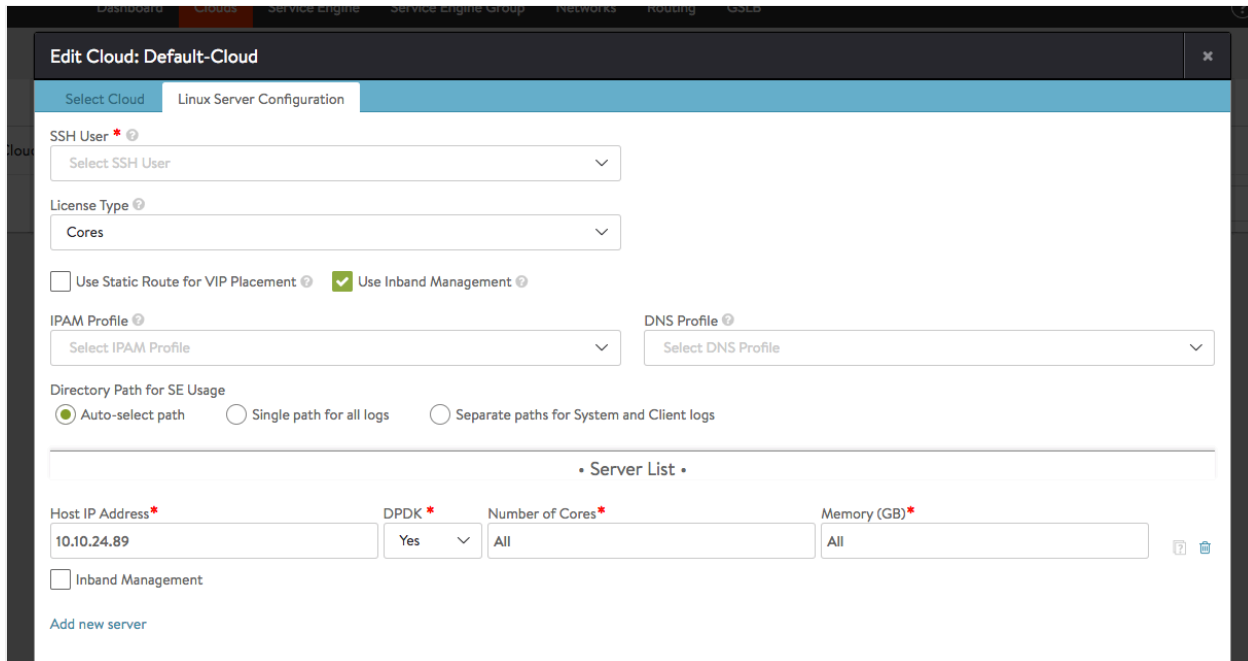 Dashboard Clouds Service Engine Service Engine Group Networks Routing GSLB
Edit Cloud: Default-Cloud
Select Cloud Linux Server Configuration
SSH User *
Select SSH User
License Type
Cores
Use Static Route for VIP Placement Use Inband Management
IPAM Profile DNS Profile
Select IPAM Profile Select DNS Profile
Directory Path for SE Usage
Auto-select path Single path for all logs Separate paths for System and Client logs
• Server List •
Host IP Address* DPDK * Number of Cores* Memory (GB)*
10.10.24.89 Yes All All
Inband Management
Add new server